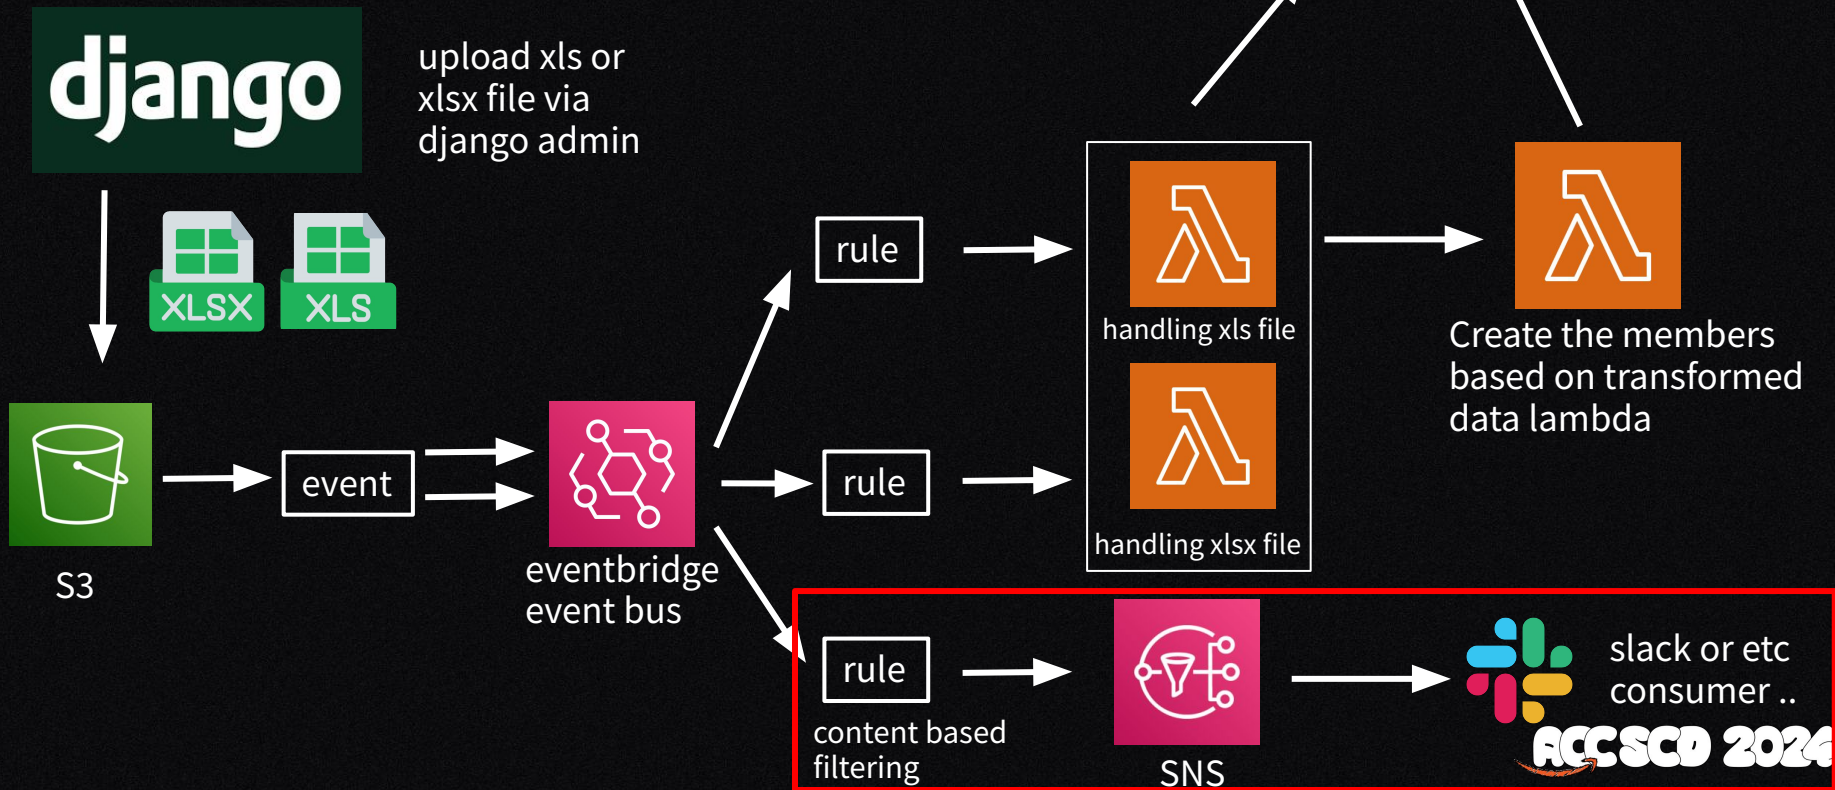 django
upload xls or
xlsx file via
django admin
XLSX
XLS
rule
handling xls file
Create the members
based on transformed
data lambda
event
rule
handling xlsx file
S3
eventbridge
event bus
rule
content based
filtering
SNS
slack or etc
consumer ..
ACCSCD 2024